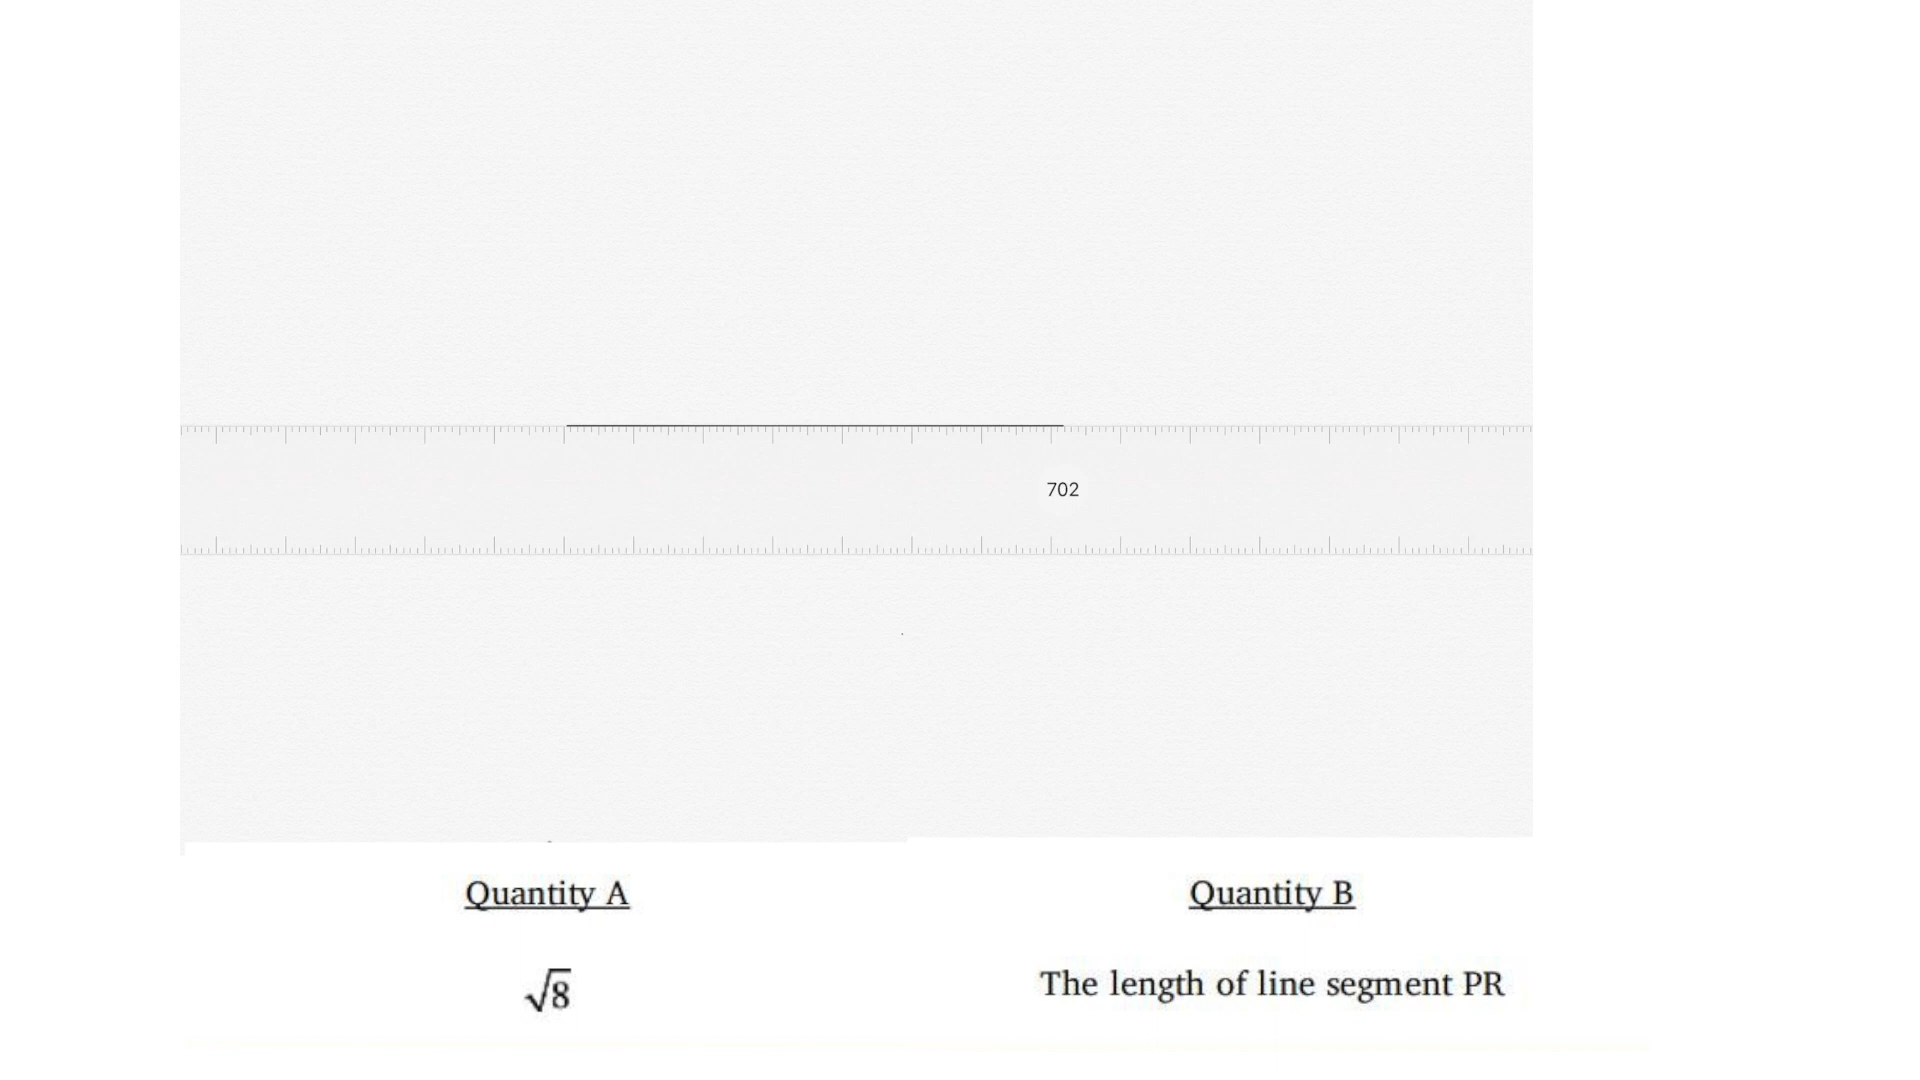 702
Quantity A
Quantity B
√8
The length of line segment PR